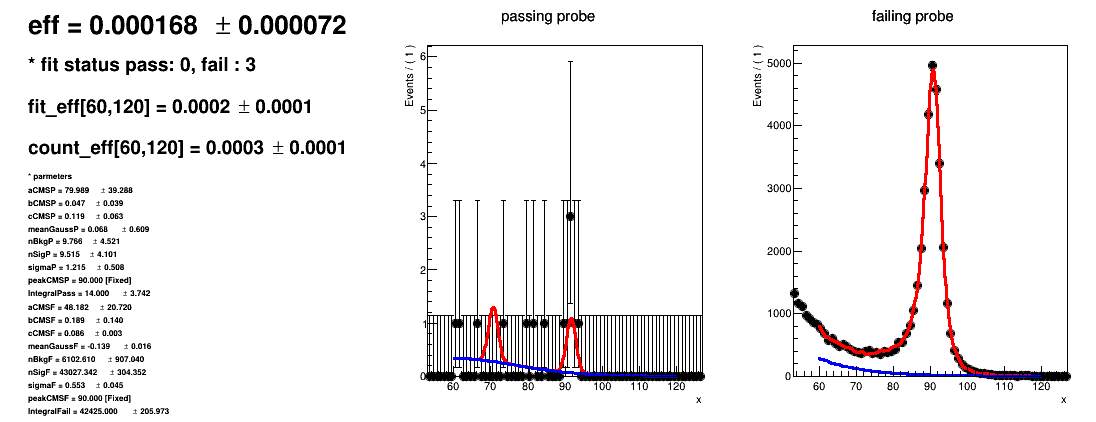 eff = 0.000168 ± 0.000072
* fit status pass: 0, fail : 3
fit_eff[60,120] = 0.0002 ± 0.0001
count_eff[60,120] = 0.0003 ± 0.0001
* parmeters
aCMSP = 79.989 ± 39.288
bCMSP = 0.047 ± 0.039
cCMSP = 0.119 ± 0.063
meanGaussP = 0.068 ± 0.609
nBkgP = 9.766 ± 4.521
nSigP = 9.515 ± 4.101
sigmaP = 1.215 ± 0.508
peakCMSP = 90.000 [Fixed]
IntegralPass = 14.000 ± 3.742
aCMSF = 48.182 ± 20.720
bCMSF = 0.189 ± 0.140
cCMSF = 0.086 ± 0.003
meanGaussF = -0.139 ± 0.016
nBkgF = 6102.610 ± 907.040
nSigF = 43027.342 ± 304.352
sigmaF = 0.553 ± 0.045
peakCMSF = 90.000 [Fixed]
IntegralFail = 42425.000 ± 205.973
passing probe
Events / ( 1 )
6
5
4
3
2
1
0
60 70 80 90 100 110 120
x
failing probe
Events / ( 1 )
5000
4000
3000
2000
1000
0
60 70 80 90 100 110 120
x